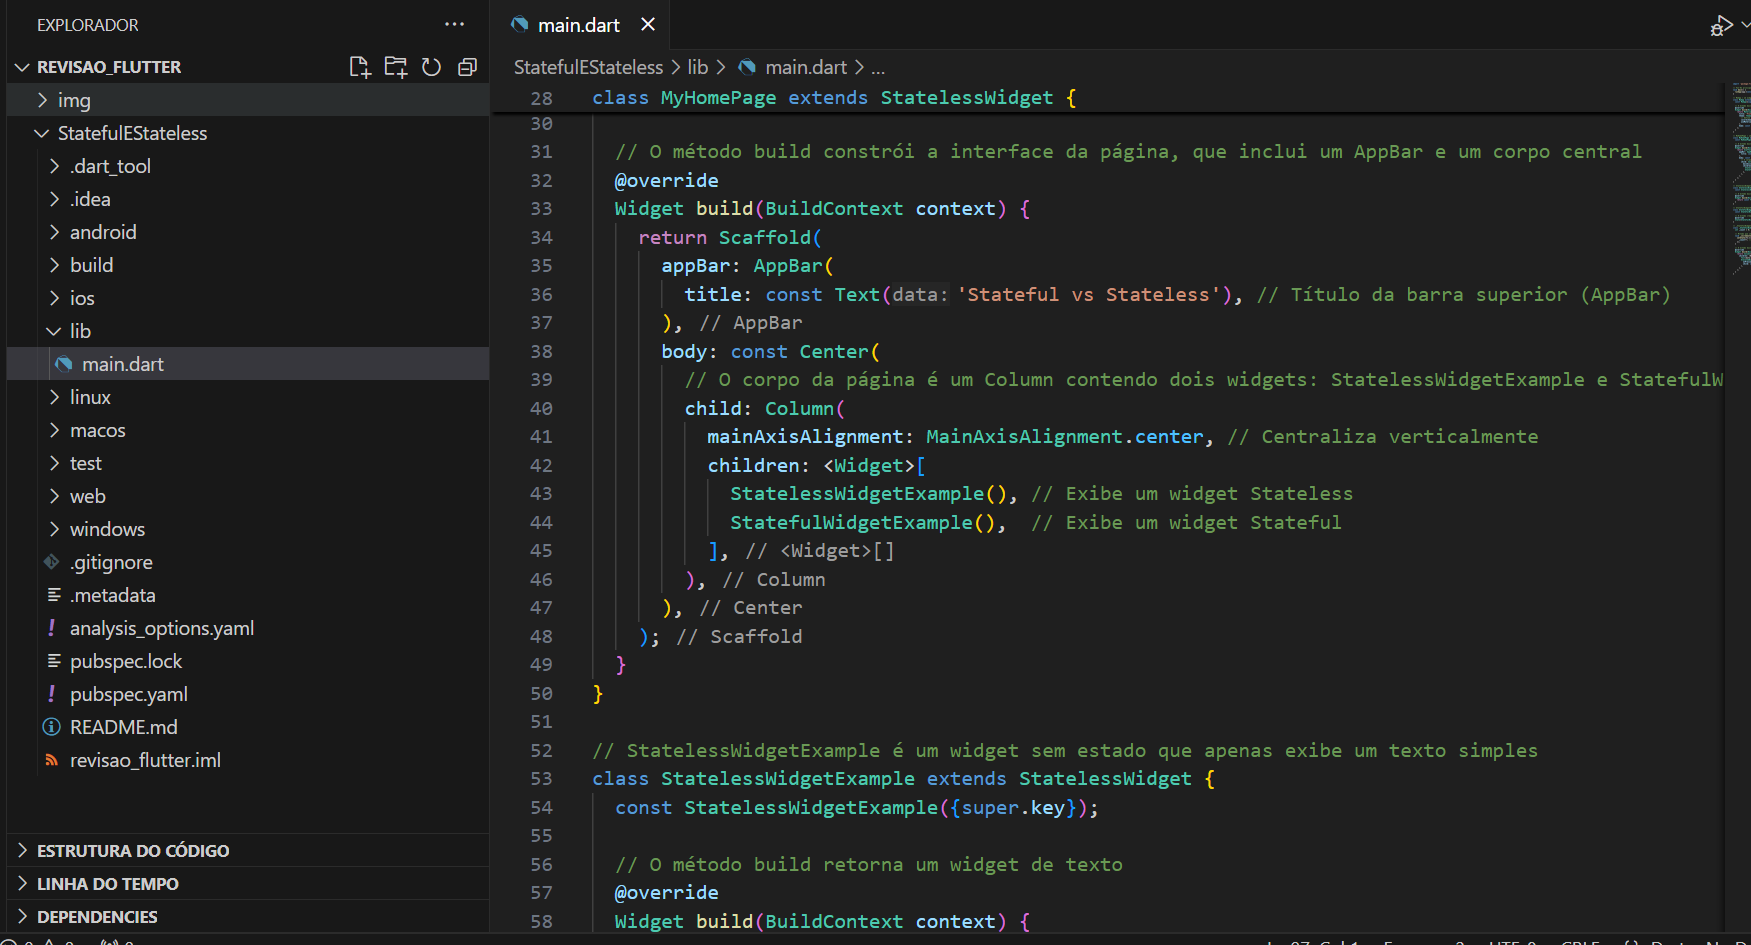 EXPLORADOR
REVISAO_FLUTTER
img
StatefulEStateless
.dart_tool
.idea
android
build
ios
lib
main.dart
linux
macos
test
web
windows
.gitignore
.metadata
analysis_options.yaml
pubspec.lock
pubspec.yaml
README.md
revisao_flutter.iml
ESTRUTURA DO CÓDIGO
LINHA DO TEMPO
DEPENDENCIES
main.dart
StatefulEStateless > lib > main.dart > ...
28 class MyHomePage extends StatelessWidget {
30
31 // O método build constrói a interface da página, que inclui um AppBar e um corpo central
32 @override
33 Widget build(BuildContext context) {
34 return Scaffold(
35 appBar: AppBar(
36 title: const Text(data: 'Stateful vs Stateless'), // Título da barra superior (AppBar)
37 ), // AppBar
38 body: const Center(
39 // O corpo da página é um Column contendo dois widgets: StatelessWidgetExample e StatefulW
40 child: Column(
41 mainAxisAlignment: MainAxisAlignment.center, // Centraliza verticalmente
42 children: <Widget>[
43 StatelessWidgetExample(), // Exibe um widget Stateless
44 StatefulWidgetExample(), // Exibe um widget Stateful
45 ], // <Widget>[]
46 ), // Column
47 ), // Center
48 ); // Scaffold
49 }
50 }
51
52 // StatelessWidgetExample é um widget sem estado que apenas exibe um texto simples
53 class StatelessWidgetExample extends StatelessWidget {
54 const StatelessWidgetExample({super.key});
55
56 // O método build retorna um widget de texto
57 @override
58 Widget build(BuildContext context) {